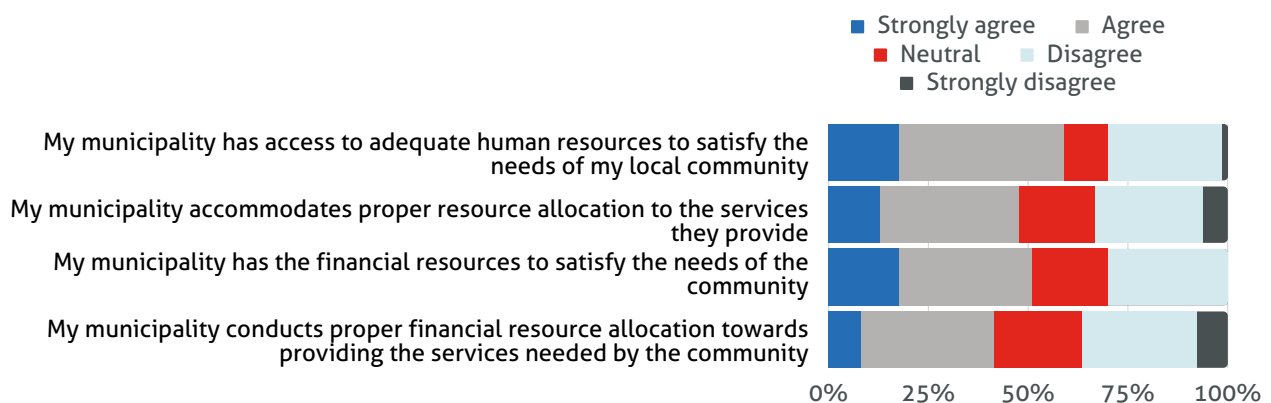 Strongly agree Agree
Neutral Disagree
Strongly disagree
My municipality has access to adequate human resources to satisfy the
needs of my local community
My municipality accommodates proper resource allocation to the services
they provide
My municipality has the financial resources to satisfy the needs of the
community
My municipality conducts proper financial resource allocation towards
providing the services needed by the community
0% 25% 50% 75% 100%